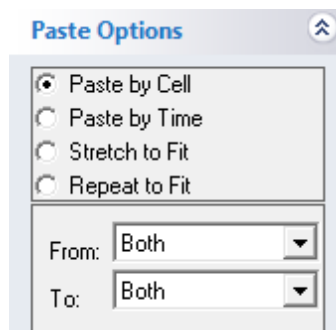 Paste Options
Paste by Cell
Paste by Time
Stretch to Fit
Repeat to Fit
From: Both
To: Both